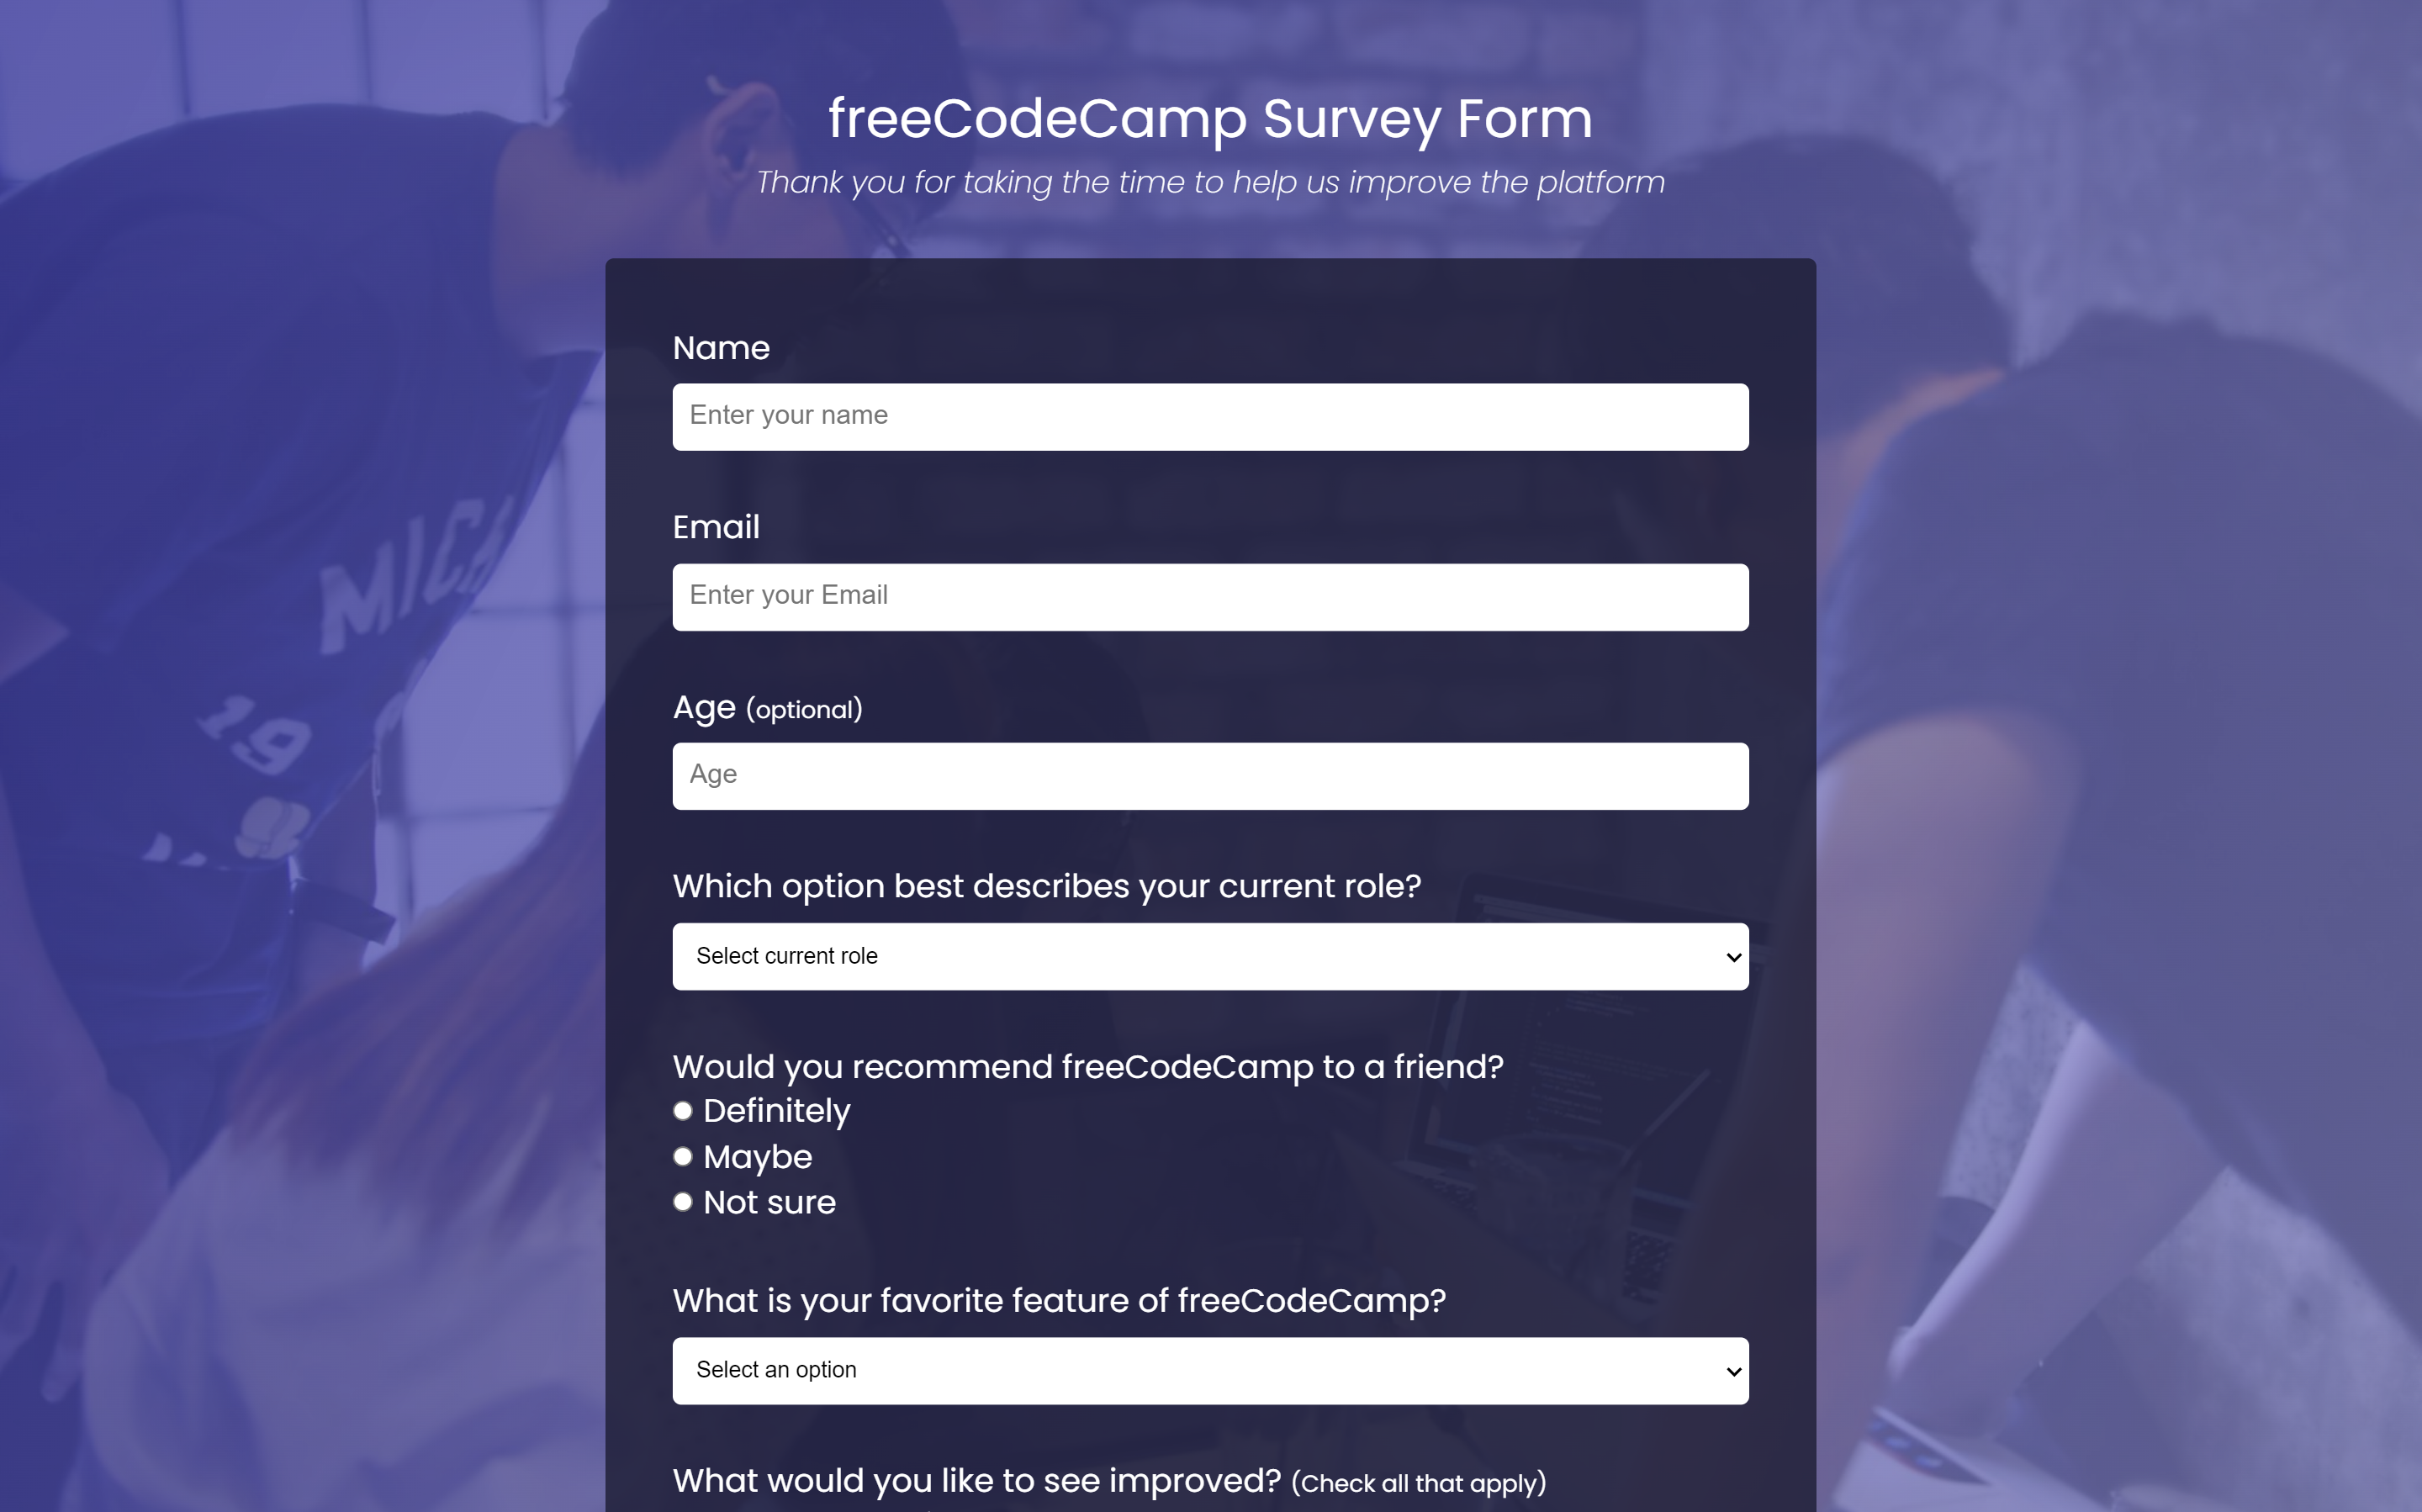 freeCodeCamp Survey Form
Thank you for taking the time to help us improve the platform
Name
Enter your name
Email
Enter your Email
Age (optional)
Age
Which option best describes your current role?
Select current role
Would you recommend freeCodeCamp to a friend?
Definitely
Maybe
Not sure
What is your favorite feature of freeCodeCamp?
Select an option
What would you like to see improved? (Check all that apply)
MICH
19